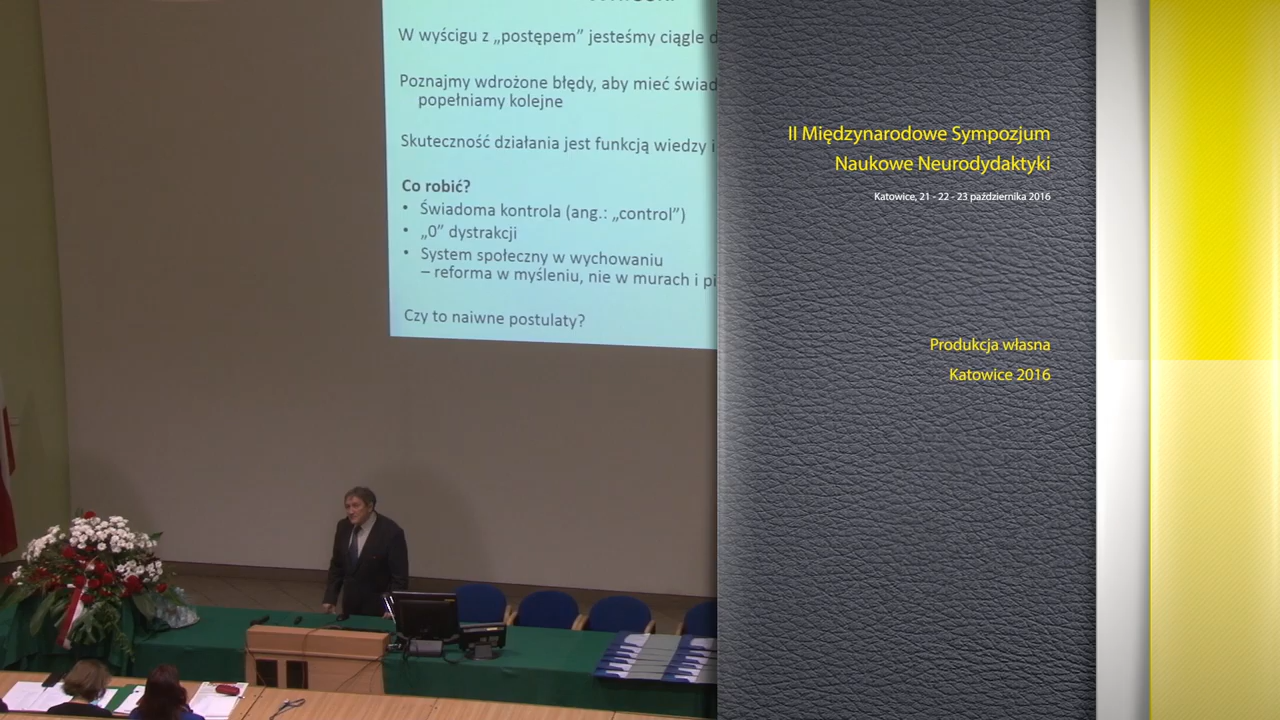 W wyścigu z „postępem” jesteśmy ciągle
Poznajmy wdrożone błędy, aby mieć
popełniamy kolejne
Skuteczność działania jest funkcją wiedzy i
Co robić?
• Świadoma kontrola (ang.: „control”)
• „0” dystrakcji
• System społeczny w wychowaniu
– reforma w myśleniu, nie w murach i
Czy to naiwne postulaty?
II Międzynarodowe Sympozjum
Naukowe Neurodydaktyki
Katowice, 21 - 22 - 23 października 2016
Produkcja własna
Katowice 2016